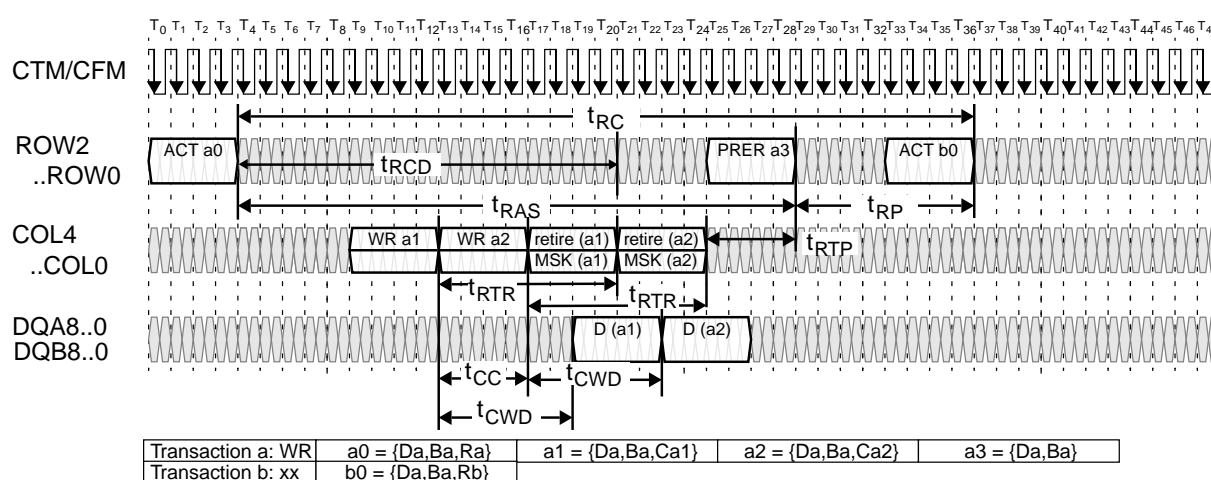 T0 T1 T2 T3 T4 T5 T6 T7 T8 T9 T10 T11 T12 T13 T14 T15 T16 T17 T18 T19 T20 T21 T22 T23 T24 T25 T26 T27 T28 T29 T30 T31 T32 T33 T34 T35 T36 T37 T38 T39 T40 T41 T42 T43 T44 T45 T46 T4
CTM/CFM
tRC
ROW2
..ROW0
ACT a0
PRER a3
ACT b0
tRCD
tRAS
tRP
COL4
..COL0
WR a1
WR a2
retire (a1)
MSK (a1)
retire (a2)
MSK (a2)
tRTP
tRTR
tRTR
DQA8..0
DQB8..0
D (a1)
D (a2)
tCC
tCWD
tCWD
Transaction a: WR a0 = {Da,Ba,Ra} a1 = {Da,Ba,Ca1} a2 = {Da,Ba,Ca2} a3 = {Da,Ba}
Transaction b: xx b0 = {Da,Ba,Rb}